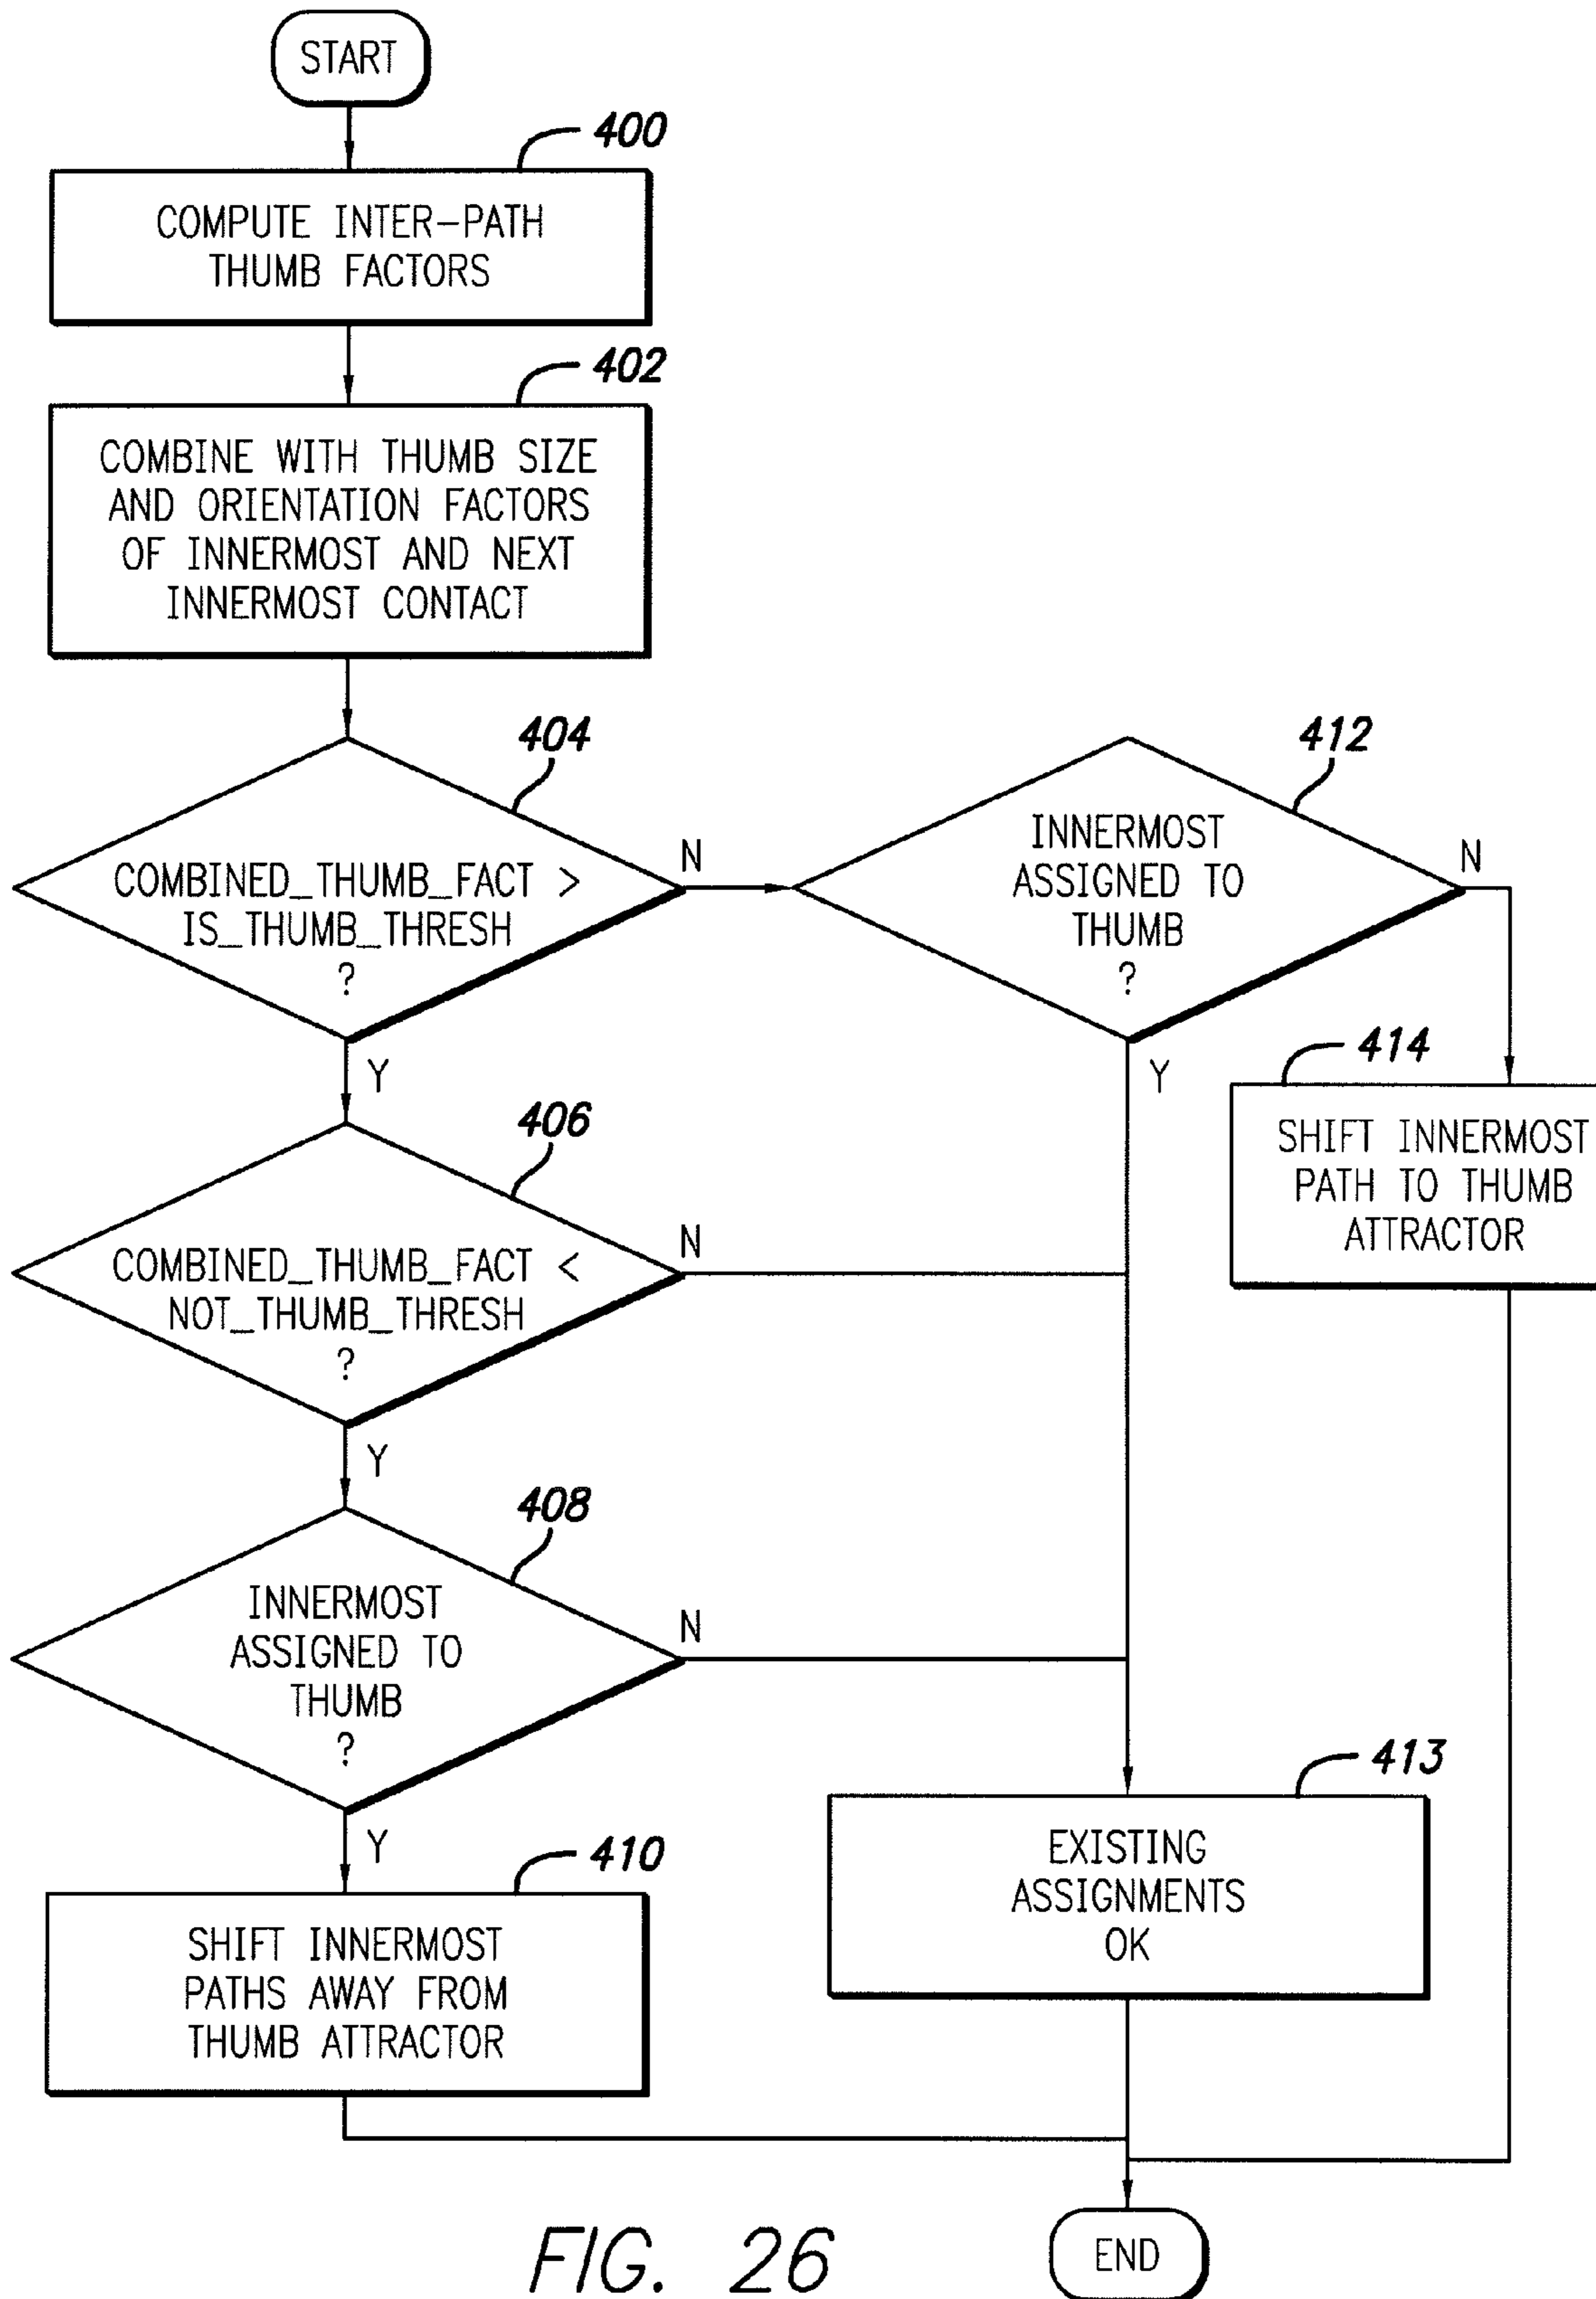 START
400
COMPUTE INTER-PATH
THUMB FACTORS
402
COMBINE WITH THUMB SIZE
AND ORIENTATION FACTORS
OF INNERMOST AND NEXT
INNERMOST CONTACT
404
COMBINED_THUMB_FACT >
IS_THUMB_THRESH
?
N
Y
412
INNERMOST
ASSIGNED TO
THUMB
?
N
Y
414
SHIFT INNERMOST
PATH TO THUMB
ATTRACTOR
406
COMBINED_THUMB_FACT <
NOT_THUMB_THRESH
?
N
Y
408
INNERMOST
ASSIGNED TO
THUMB
?
N
Y
410
SHIFT INNERMOST
PATHS AWAY FROM
THUMB ATTRACTOR
413
EXISTING
ASSIGNMENTS
OK
END
FIG. 26